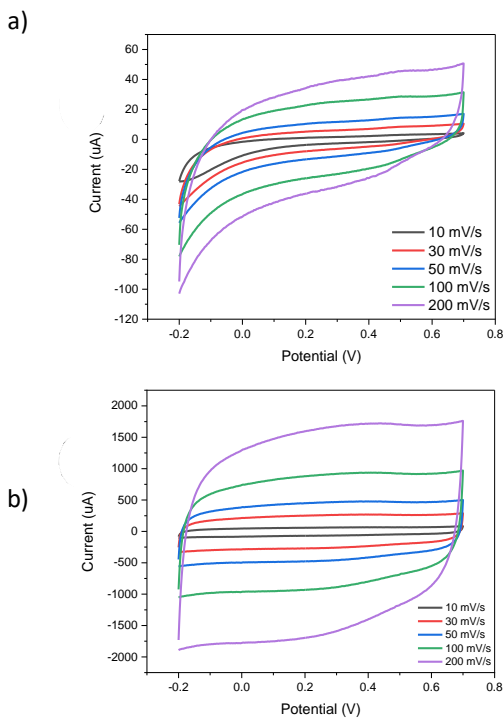 a)
60
40
20
0
-20
-40
-60
-80
-100
-120
Current (uA)
10 mV/s
30 mV/s
50 mV/s
100 mV/s
200 mV/s
-0.2 0.0 0.2 0.4 0.6 0.8
Potential (V)
b)
2000
1500
1000
500
0
-500
-1000
-1500
-2000
Current (uA)
10 mV/s
30 mV/s
50 mV/s
100 mV/s
200 mV/s
-0.2 0.0 0.2 0.4 0.6 0.8
Potential (V)